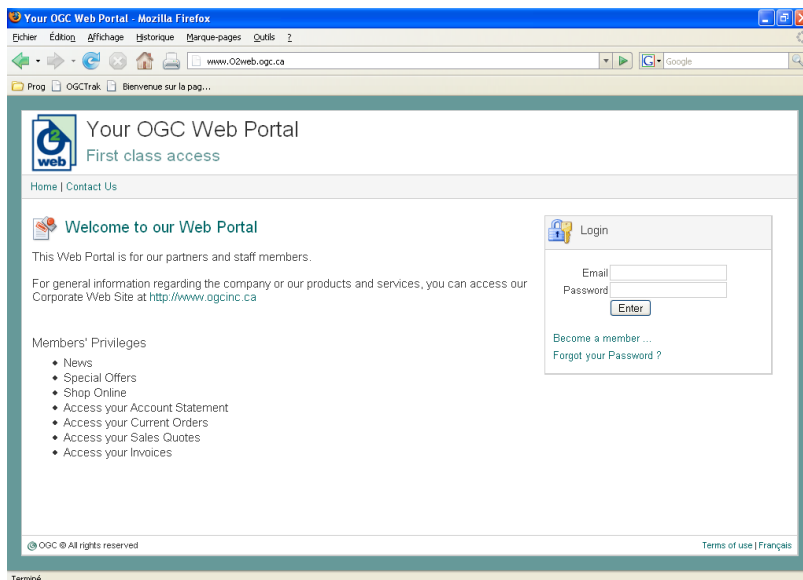 Your OGC Web Portal - Mozilla Firefox
Eichier Édition Affichage Historique Marque-pages Outils ?
www.O2web.ogc.ca
G Google
Prog OGCTrak Bienvenue sur la pag...
O2 web
Your OGC Web Portal
First class access
Home | Contact Us
Welcome to our Web Portal
This Web Portal is for our partners and staff members.
For general information regarding the company or our products and services, you can access our
Corporate Web Site at http://www.ogcinc.ca
Members' Privileges
News
Special Offers
Shop Online
Access your Account Statement
Access your Current Orders
Access your Sales Quotes
Access your Invoices
Login
Email
Password
Enter
Become a member ...
Forgot your Password ?
OGC © All rights reserved
Terms of use | Français
Terminé